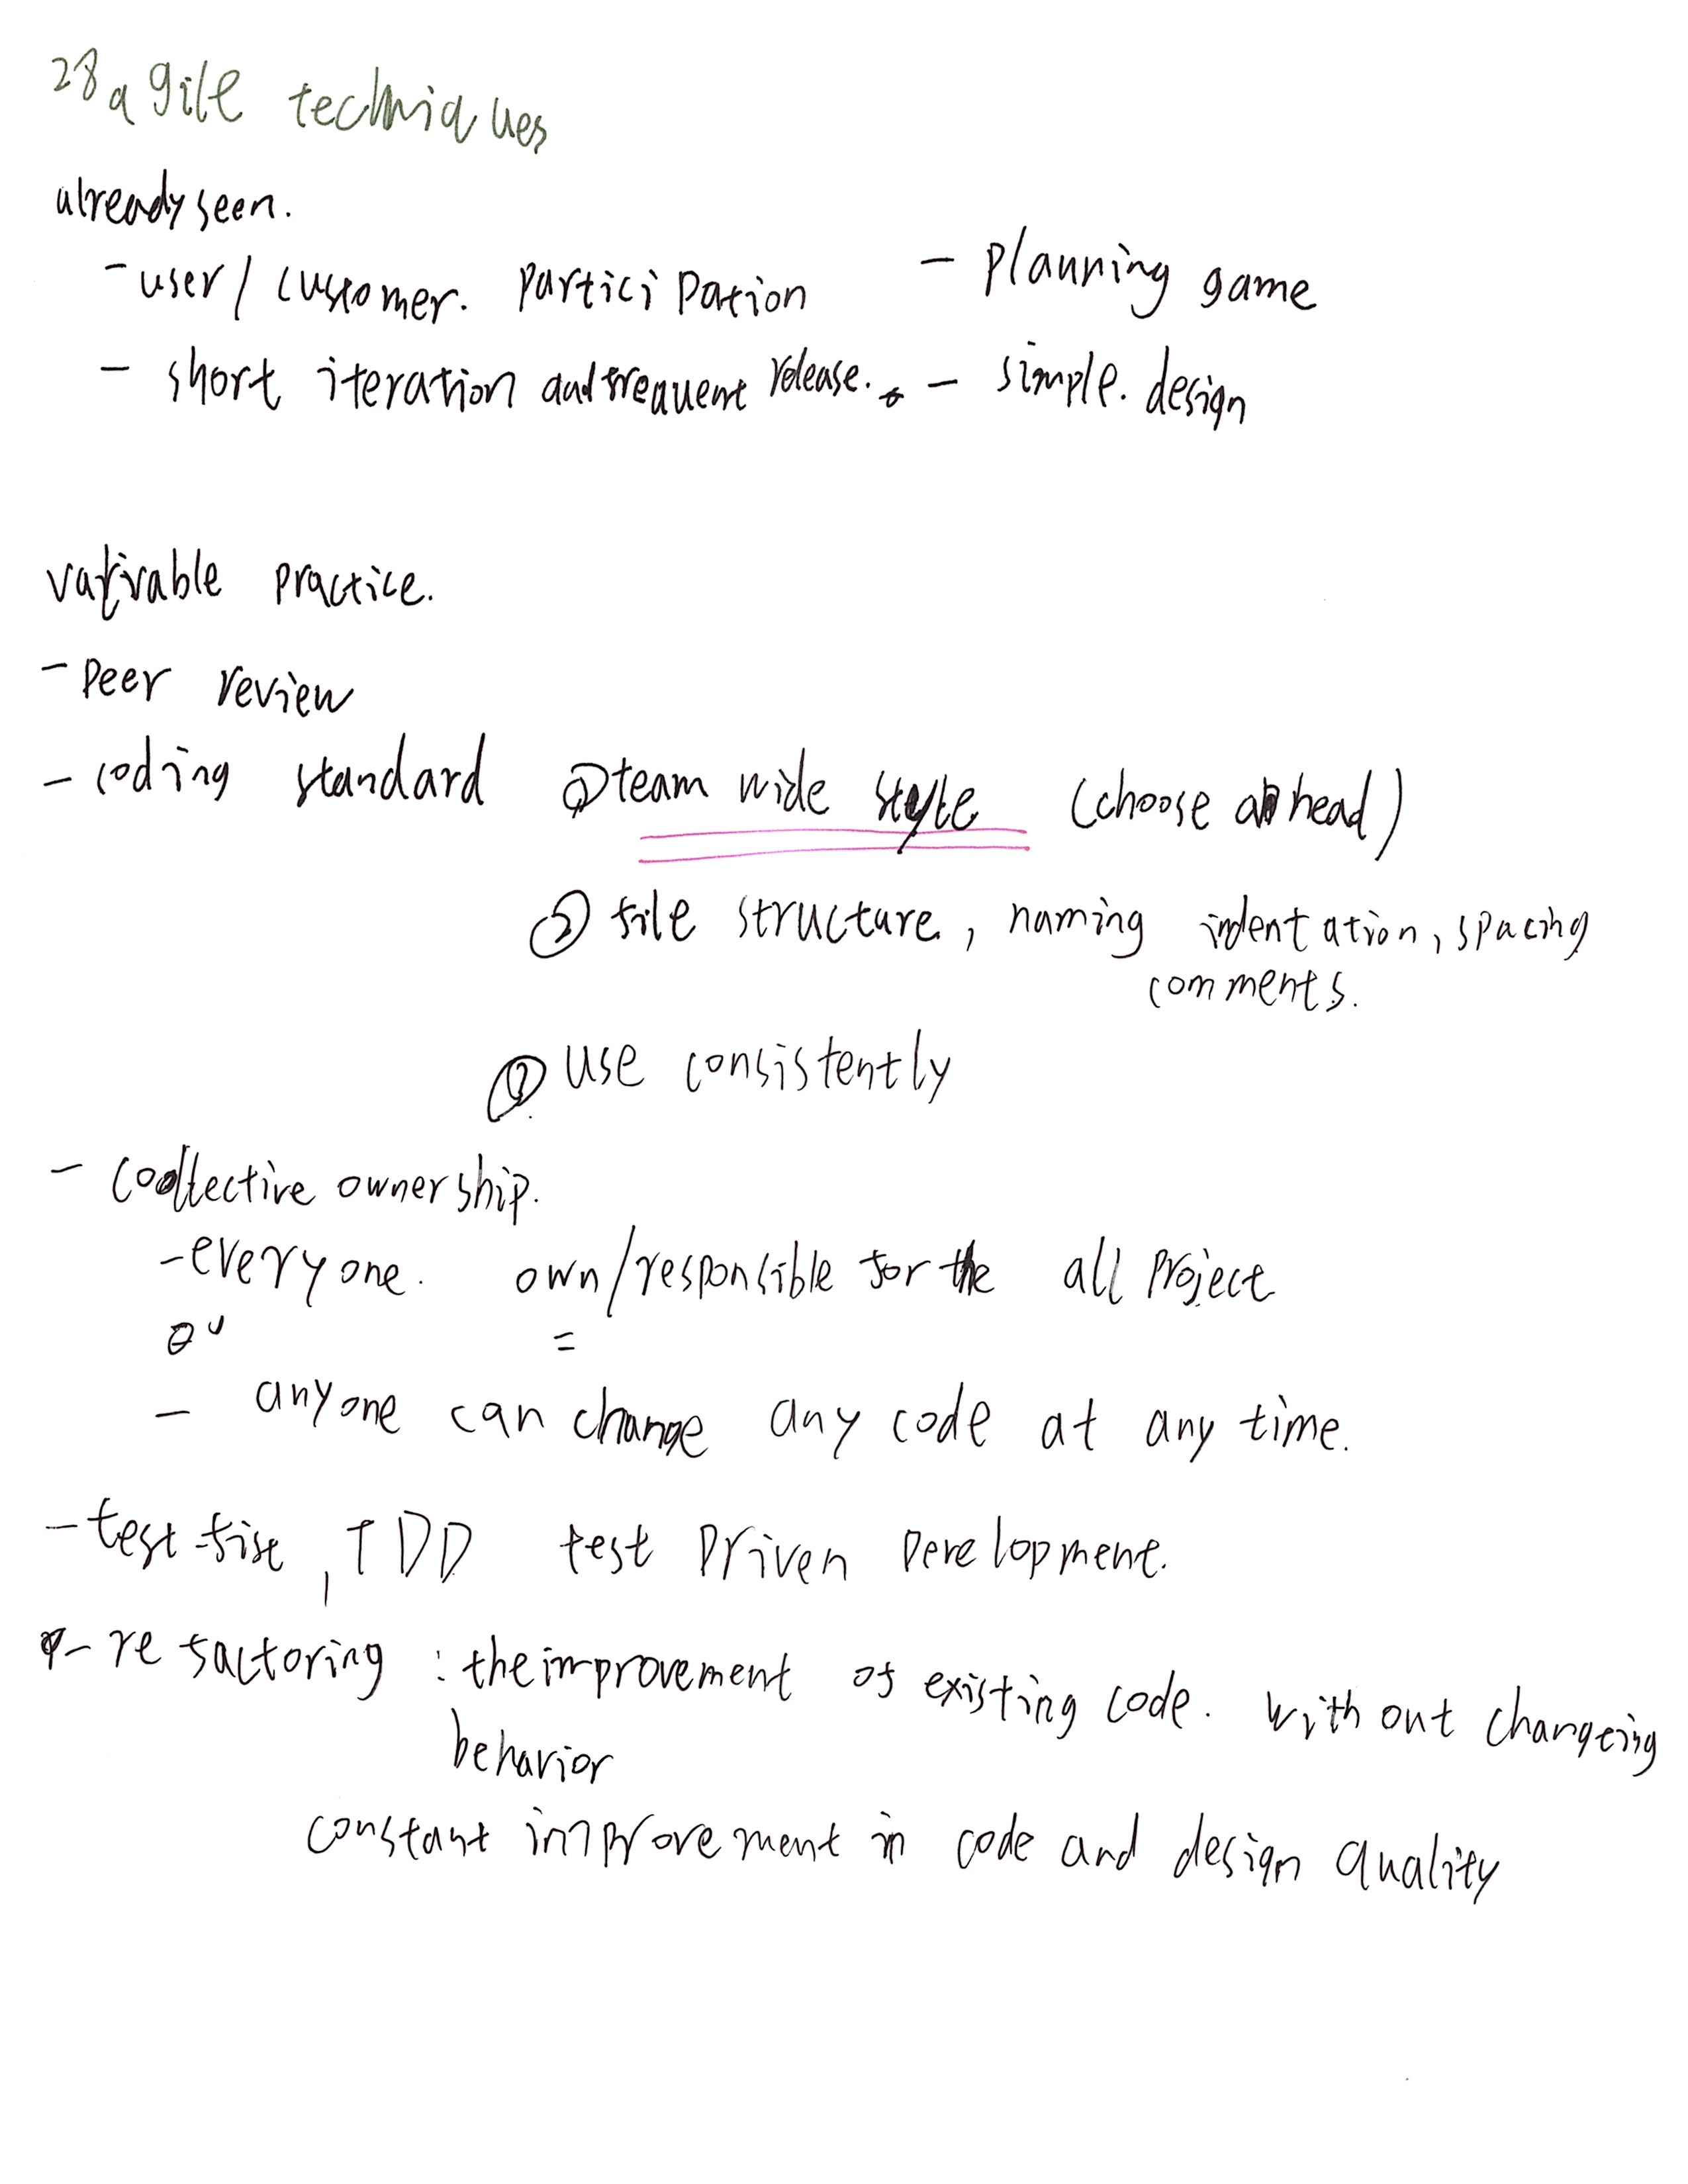 28 agile techniques
already seen.
- user/customer. participation - planning game
- short iteration and frequent release. - simple. design
practice.
- peer review
- coding standard ① team wide style (choose ahead)
② file structure, naming indentation, spacing
comments.
use consistently
- collective ownership.
- everyone. own/responsible for the all project
=
- anyone can change any code at any time.
- test-fist, TDD test Driven Development.
- refactoring : the improvement of existing code. without changeing
behavior
constant improvement in code and design quality